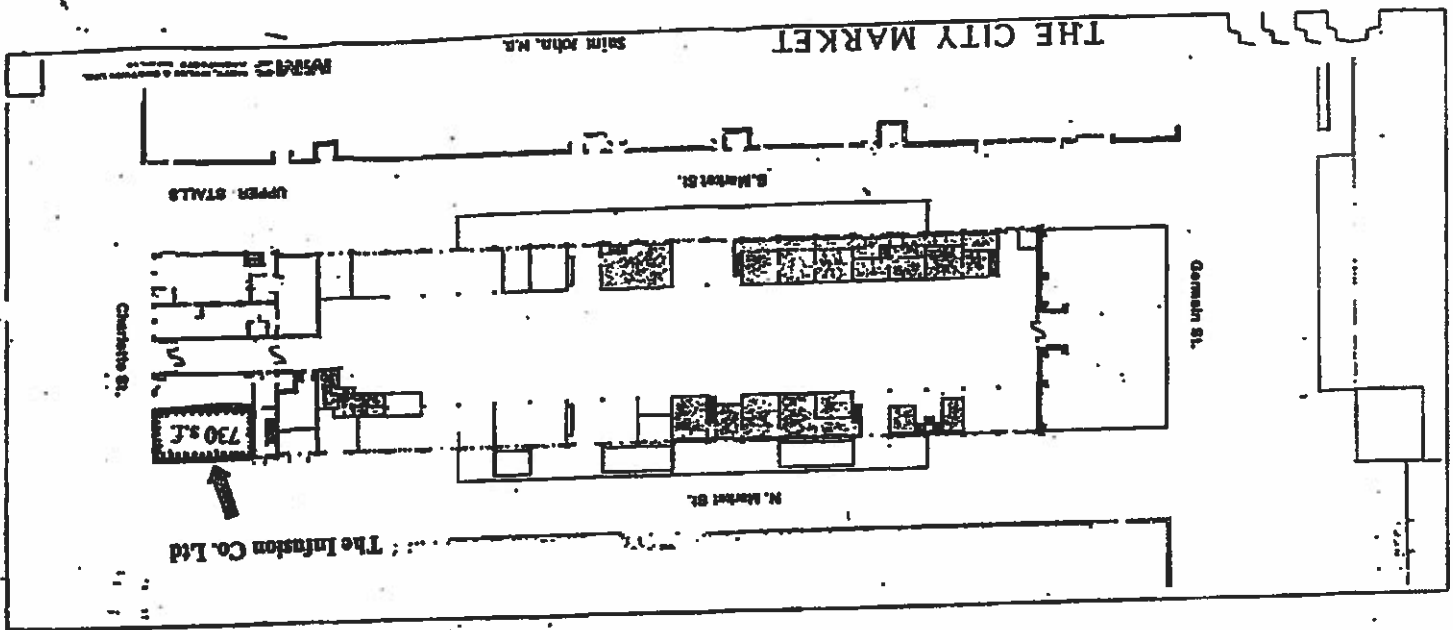 The Infusion Co. Ltd
N. Market St.
730 s.f.
Charlotte St.
Germain St.
S. Market St.
UPPER STALLS
THE CITY MARKET
Saint John, N.B.